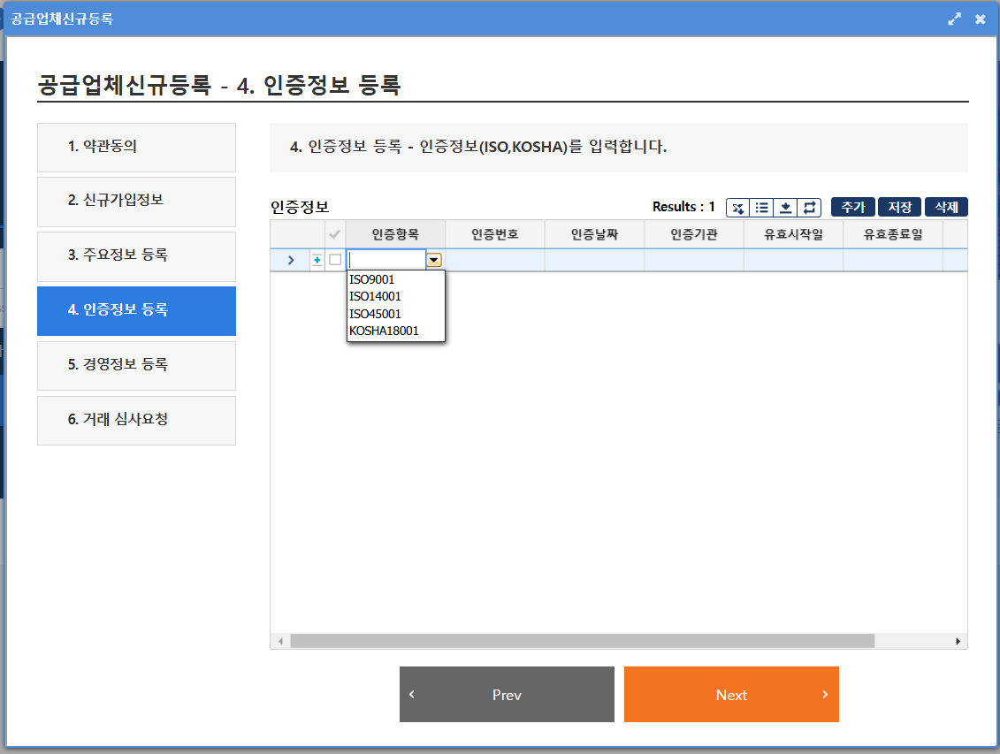 공급업체신규등록
공급업체신규등록 - 4. 인증정보 등록
1. 약관동의
2. 신규가입정보
3. 주요정보 등록
4. 인증정보 등록
5. 경영정보 등록
6. 거래 심사요청
4. 인증정보 등록 - 인증정보(ISO,KOSHA)를 입력합니다.
인증정보 Results : 1 추가 저장 삭제
인증항목 인증번호 인증날짜 인증기관 유효시작일 유효종료일
ISO9001
ISO14001
ISO45001
KOSHA18001
Prev Next